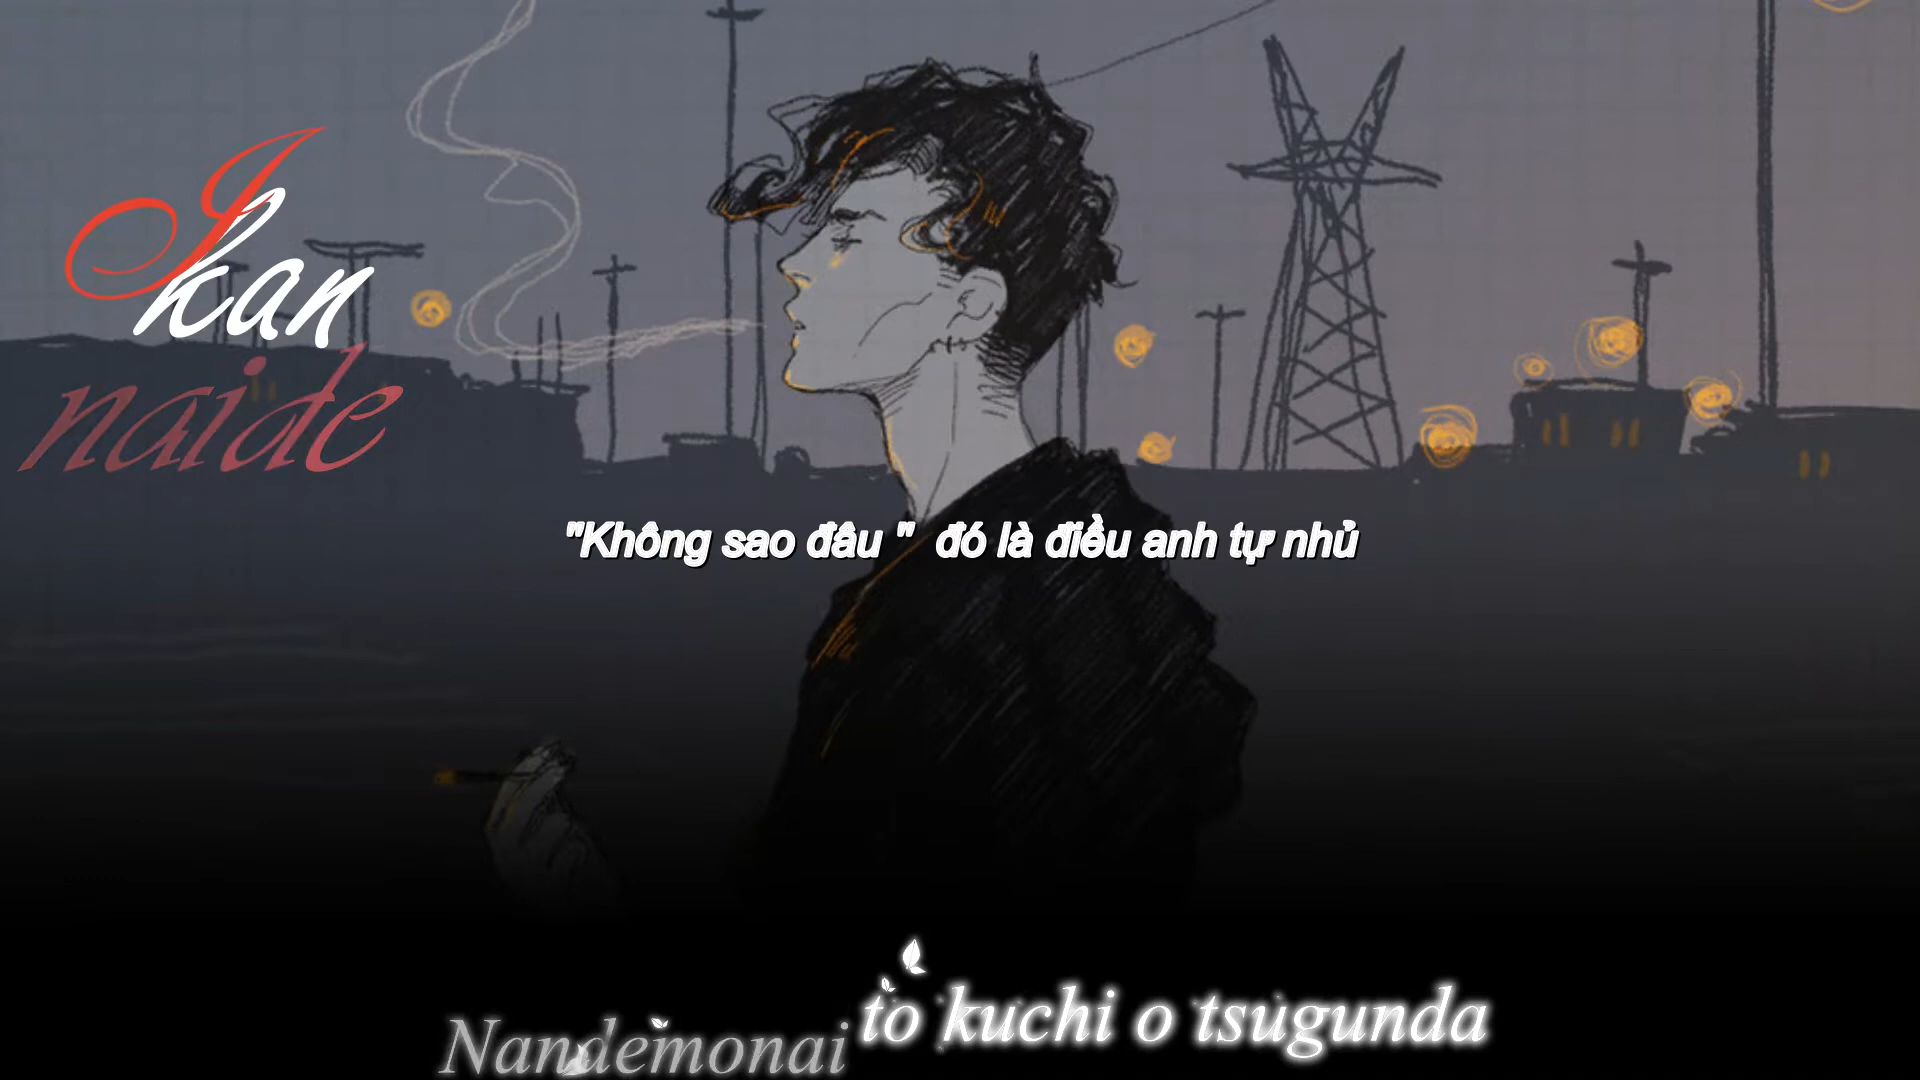 Ikan
naide
"Không sao đâu "  đó là điều anh tự nhủ
Nandemonai to kuchi o tsugunda